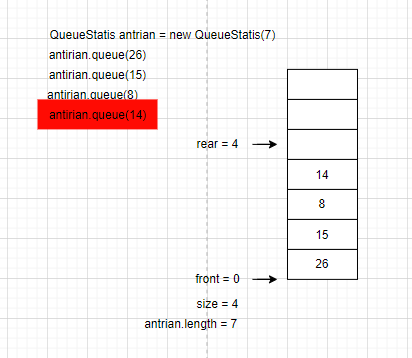 QueueStatis antrian = new QueueStatis(7)
antirian.queue(26)
antirian.queue(15)
antirian.queue(8)
antirian.queue(14)
rear = 4
14
8
15
26
front = 0
size = 4
antrian.length = 7